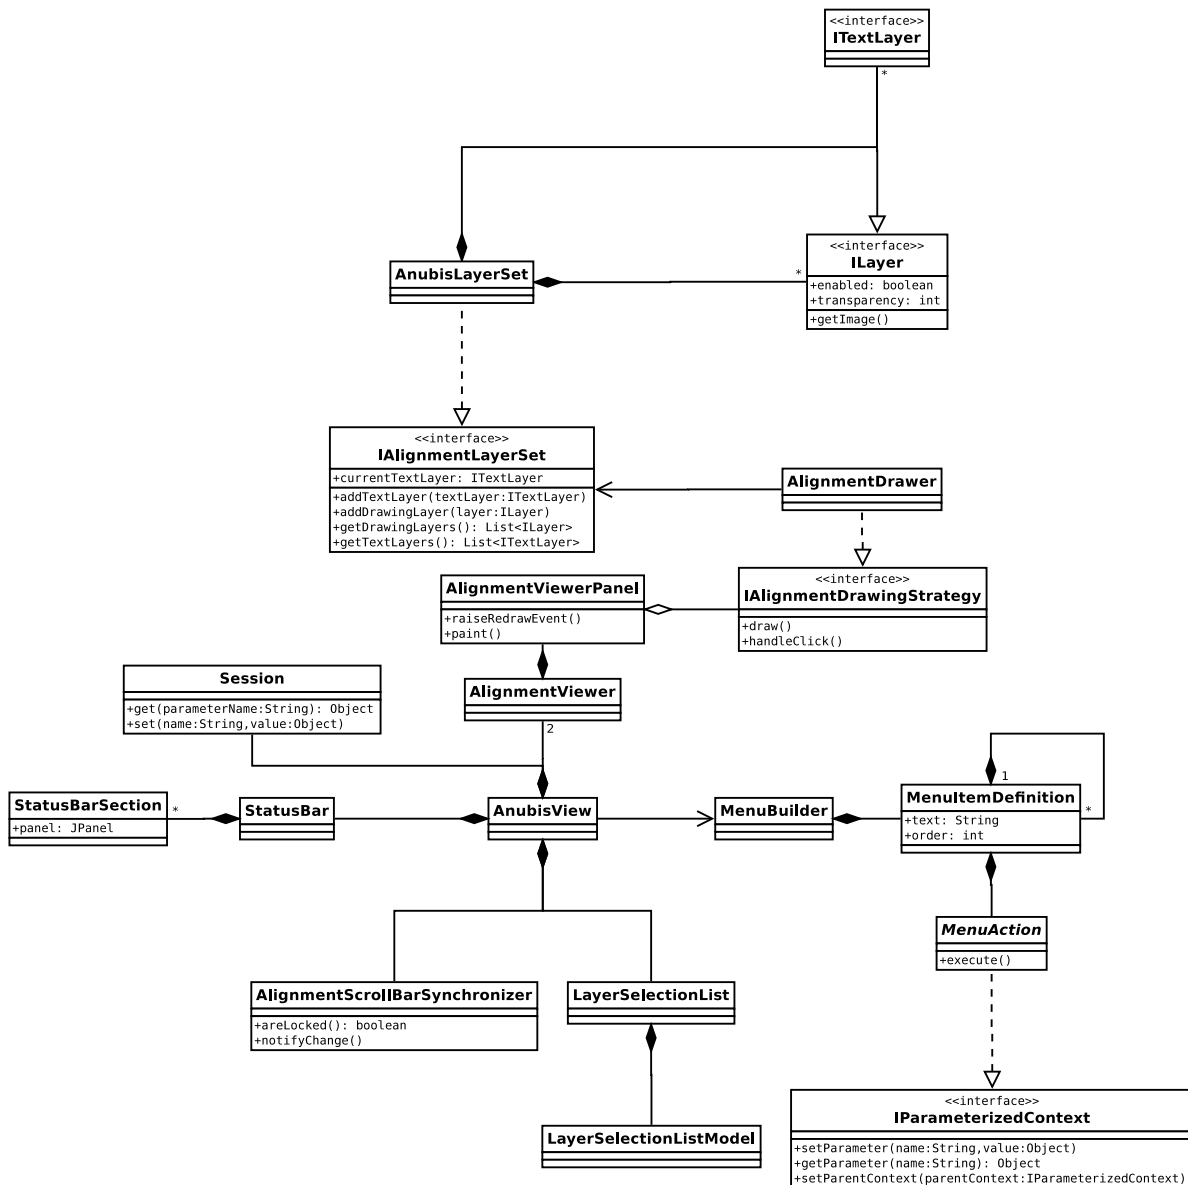 <<interface>>
ITextLayer
*
<<interface>>
ILayer
+enabled: boolean
+transparency: int
+getImage()
*
AnubisLayerSet
<<interface>>
IAlignmentLayerSet
+currentTextLayer: ITextLayer
+addTextLayer(textLayer:ITextLayer)
+addDrawingLayer(layer:ILayer)
+getDrawingLayers(): List<ILayer>
+getTextLayers(): List<ITextLayer>
AlignmentDrawer
<<interface>>
IAlignmentDrawingStrategy
+draw()
+handleClick()
AlignmentViewerPanel
+raiseRedrawEvent()
+paint()
Session
+get(parameterName:String): Object
+set(name:String,value:Object)
AlignmentViewer
2
StatusBarSection
+panel: JPanel
*
StatusBar
AnubisView
MenuBuilder
1
MenuItemDefinition
+text: String
+order: int
*
MenuAction
+execute()
AlignmentScrollBarSynchronizer
+areLocked(): boolean
+notifyChange()
LayerSelectionList
LayerSelectionListModel
<<interface>>
IParameterizedContext
+setParameter(name:String,value:Object)
+getParameter(name:String): Object
+setParentContext(parentContext:IParameterizedContext)